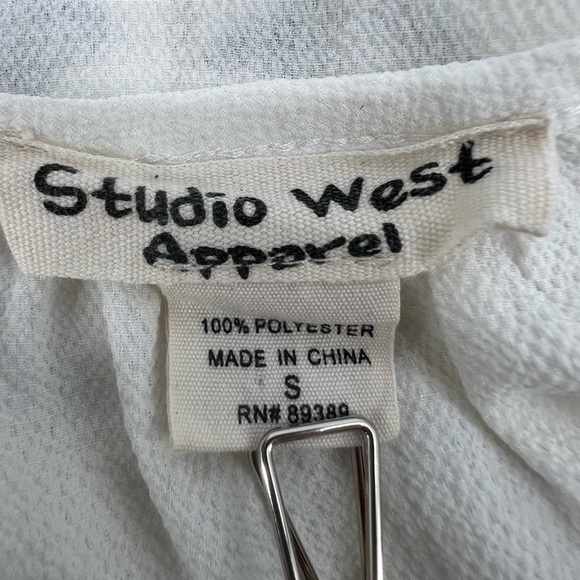 Studio West
Apparel
100% POLYESTER
MADE IN CHINA
S
RN# 89389